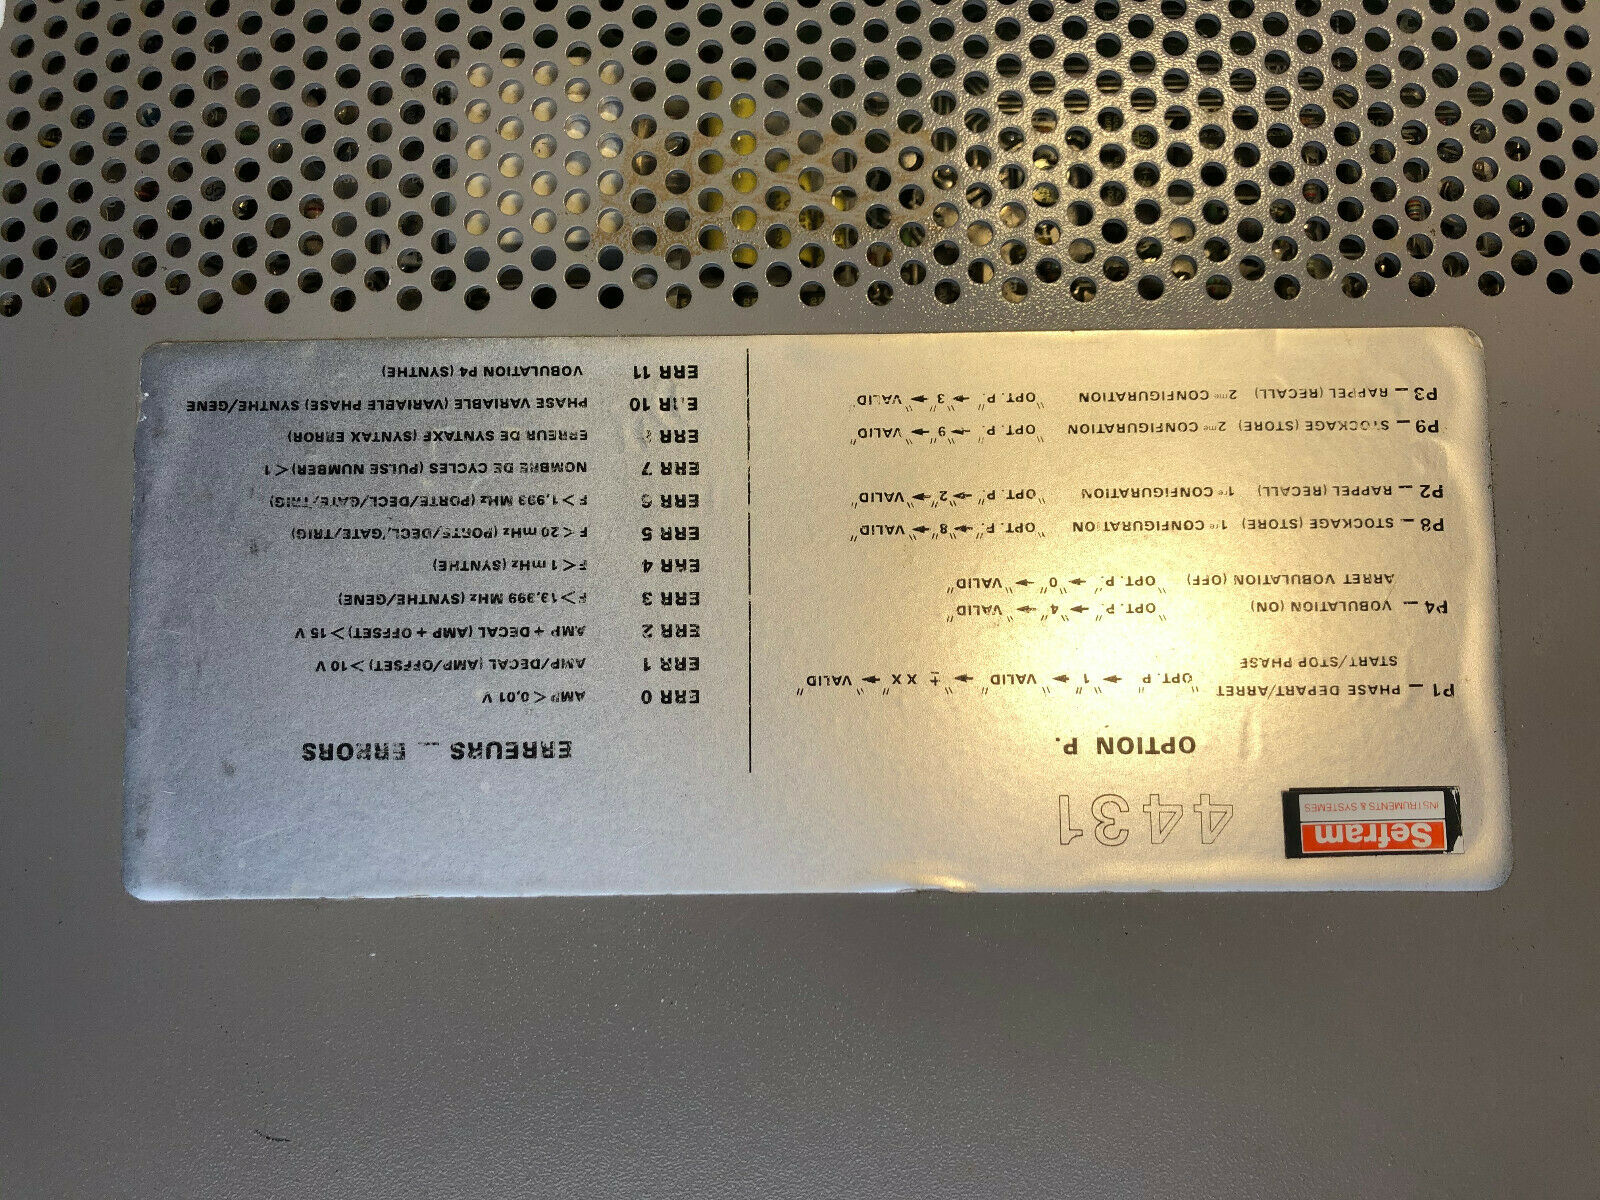 Sefram
INSTRUMENTS & SYSTEMES
4431
OPTION P.
P1 – PHASE DEPART/ARRET "OPT. P." → "1" → "VALID" → "± XX" → "VALID"
START/STOP PHASE
P4 – VOBULATION (ON) "OPT. P." → "4" → "VALID"
ARRET VOBULATION (OFF) "OPT. P." → "0" → "VALID"
P8 – STOCKAGE (STORE) 1re CONFIGURATION "OPT. P." → "8" → "VALID"
P2 – RAPPEL (RECALL) 1re CONFIGURATION "OPT. P." → "2" → "VALID"
P9 – STOCKAGE (STORE) 2me CONFIGURATION "OPT. P." → "9" → "VALID"
P3 – RAPPEL (RECALL) 2me CONFIGURATION "OPT. P." → "3" → "VALID"
ERREURS – ERRORS
ERR 0 AMP < 0,01 V
ERR 1 AMP/DECAL (AMP/OFFSET) > 10 V
ERR 2 AMP + DECAL (AMP + OFFSET) > 15 V
ERR 3 F > 13,999 MHz (SYNTHE/GENE)
ERR 4 F < 1 mHz (SYNTHE)
ERR 5 F < 20 mHz (PORTE/DECL/GATE/TRIG)
ERR 6 F > 1,999 MHz (PORTE/DECL/GATE/TRIG)
ERR 7 NOMBRE DE CYCLES (PULSE NUMBER) < 1
ERR ERREUR DE SYNTAXE (SYNTAX ERROR)
ERR 10 PHASE VARIABLE (VARIABLE PHASE) SYNTHE/GENE
ERR 11 VOBULATION P4 (SYNTHE)